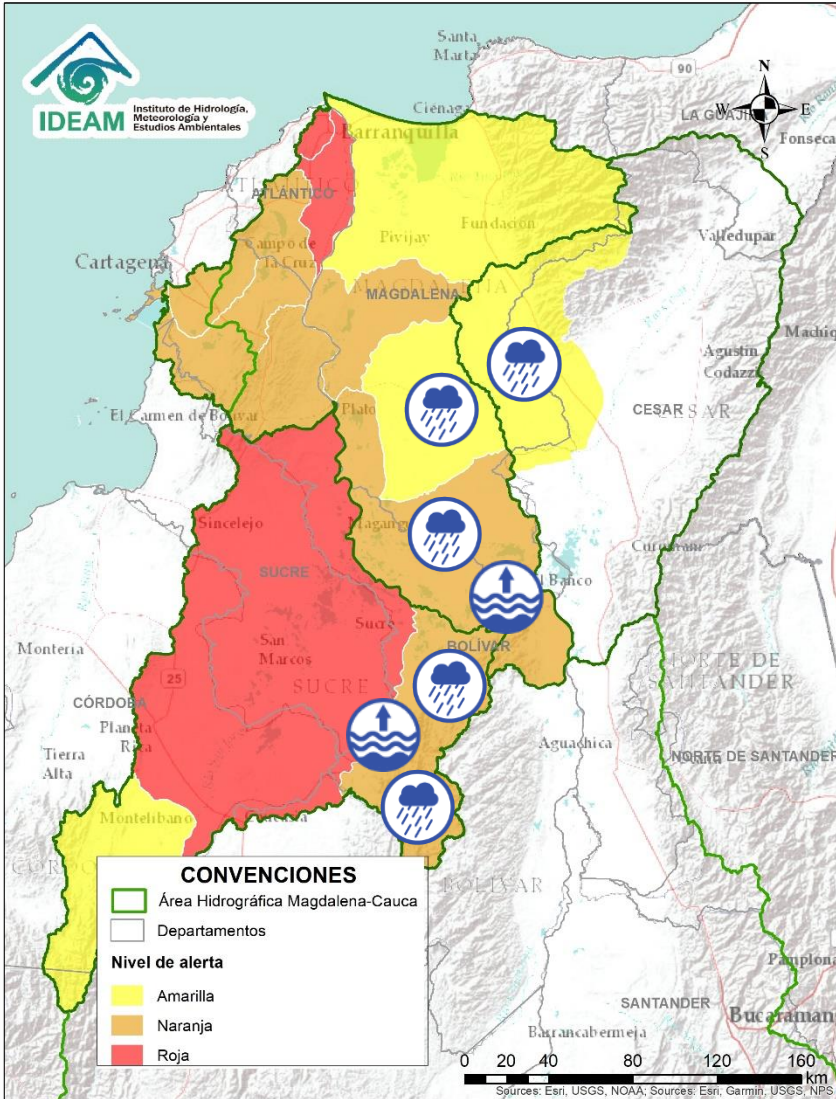 IDEAM
Instituto de Hidrología,
Meteorología y
Estudios Ambientales
Santa
Marta
90
N
W
E
S
Ciénaga
LA GUAJIRA
Barranquilla
Fonseca
ATLÁNTICO
Valledupar
Cartagena
Campo de
la Cruz
Pivijay
Fundación
MAGDALENA
Agustín
Codazzi
El Carmen de Bolívar
Plato
CESAR
CESAR
Sincelejo
Curumaní
SUCRE
El Banco
Montería
San
Marcos
Sucre
BOLÍVAR
25
SUCRE
NORTE DE
SANTANDER
CÓRDOBA
Planeta
Rica
Tierra
Alta
Aguachica
NORTE DE SANTANDER
Montelíbano
Caucasia
BOLÍVAR
CONVENCIONES
Área Hidrográfica Magdalena-Cauca
Departamentos
Nivel de alerta
Amarilla
Naranja
Roja
Pamplona
SANTANDER
Bucaraman
Barrancabermeja
0 20 40 80 120 160
km
Sources: Esri, USGS, NOAA; Sources: Esri, Garmin, USGS, NPS